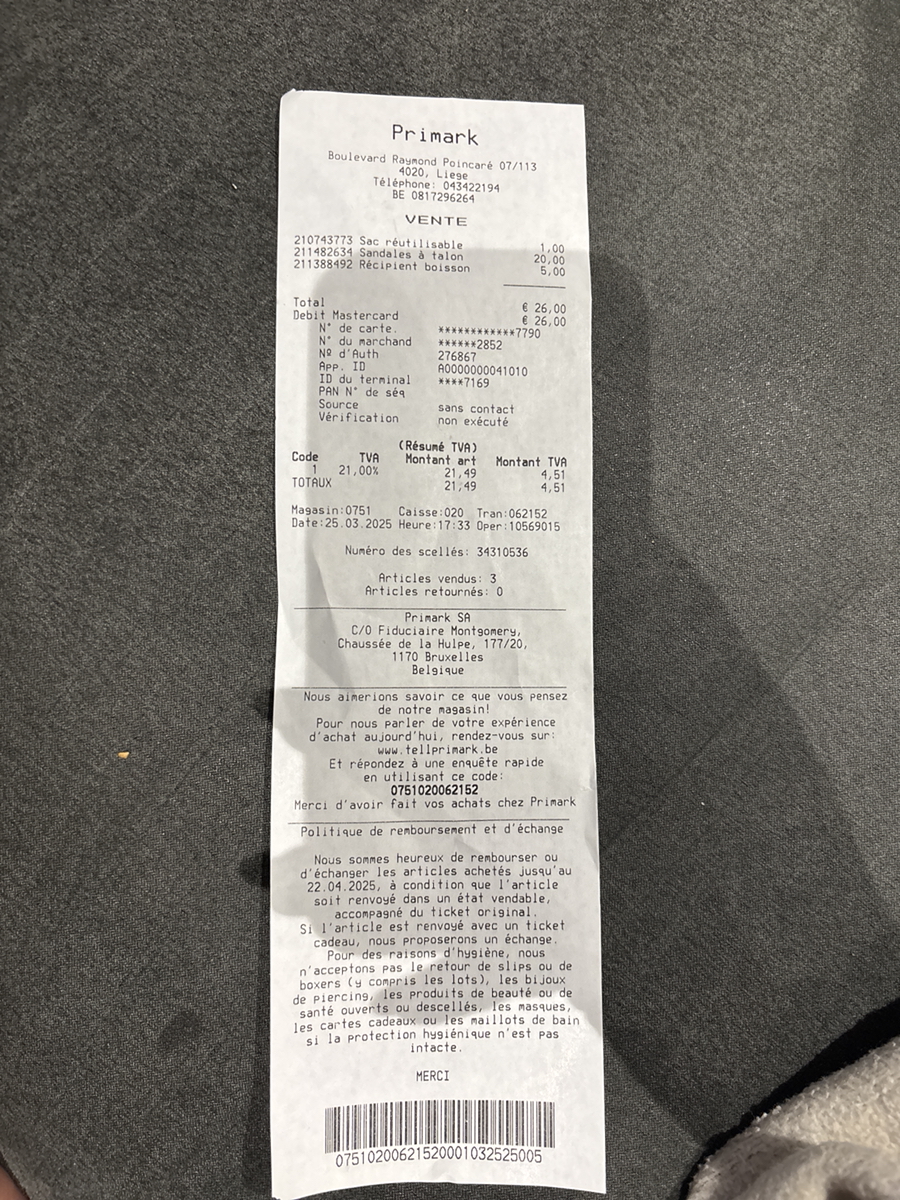 Primark
Boulevard Raymond Poincaré 07/113
4020, Liege
Téléphone: 043422194
BE 0817296264
VENTE
210743773 Sac réutilisable 1,00
211482634 Sandales à talon 20,00
211388492 Récipient boisson 5,00
Total € 26,00
Debit Mastercard € 26,00
N° de carte. ************7790
N° du marchand ******2852
Nº d'Auth 276867
App. ID A0000000041010
ID du terminal ****7169
PAN N° de séq
Source sans contact
Vérification non exécuté
(Résumé TVA)
Code TVA Montant art Montant TVA
1 21,00% 21,49 4,51
TOTAUX 21,49 4,51
Magasin:0751 Caisse:020 Tran:062152
Date:25.03.2025 Heure:17:33 Oper:10569015
Numéro des scellés: 34310536
Articles vendus: 3
Articles retournés: 0
Primark SA
C/O Fiduciaire Montgomery,
Chaussée de la Hulpe, 177/20,
1170 Bruxelles
Belgique
Nous aimerions savoir ce que vous pensez
de notre magasin!
Pour nous parler de votre expérience
d'achat aujourd'hui, rendez-vous sur:
www.tellprimark.be
Et répondez à une enquête rapide
en utilisant ce code:
0751020062152
Merci d'avoir fait vos achats chez Primark
Politique de remboursement et d'échange
Nous sommes heureux de rembourser ou
d'échanger les articles achetés jusqu'au
22.04.2025, à condition que l'article
soit renvoyé dans un état vendable,
accompagné du ticket original.
Si l'article est renvoyé avec un ticket
cadeau, nous proposerons un échange.
Pour des raisons d'hygiène, nous
n'acceptons pas le retour de slips ou de
boxers (y compris les lots), les bijoux
de piercing, les produits de beauté ou de
santé ouverts ou descellés, les masques,
les cartes cadeaux ou les maillots de bain
si la protection hygiénique n'est pas
intacte.
MERCI
07510200621520001032525005